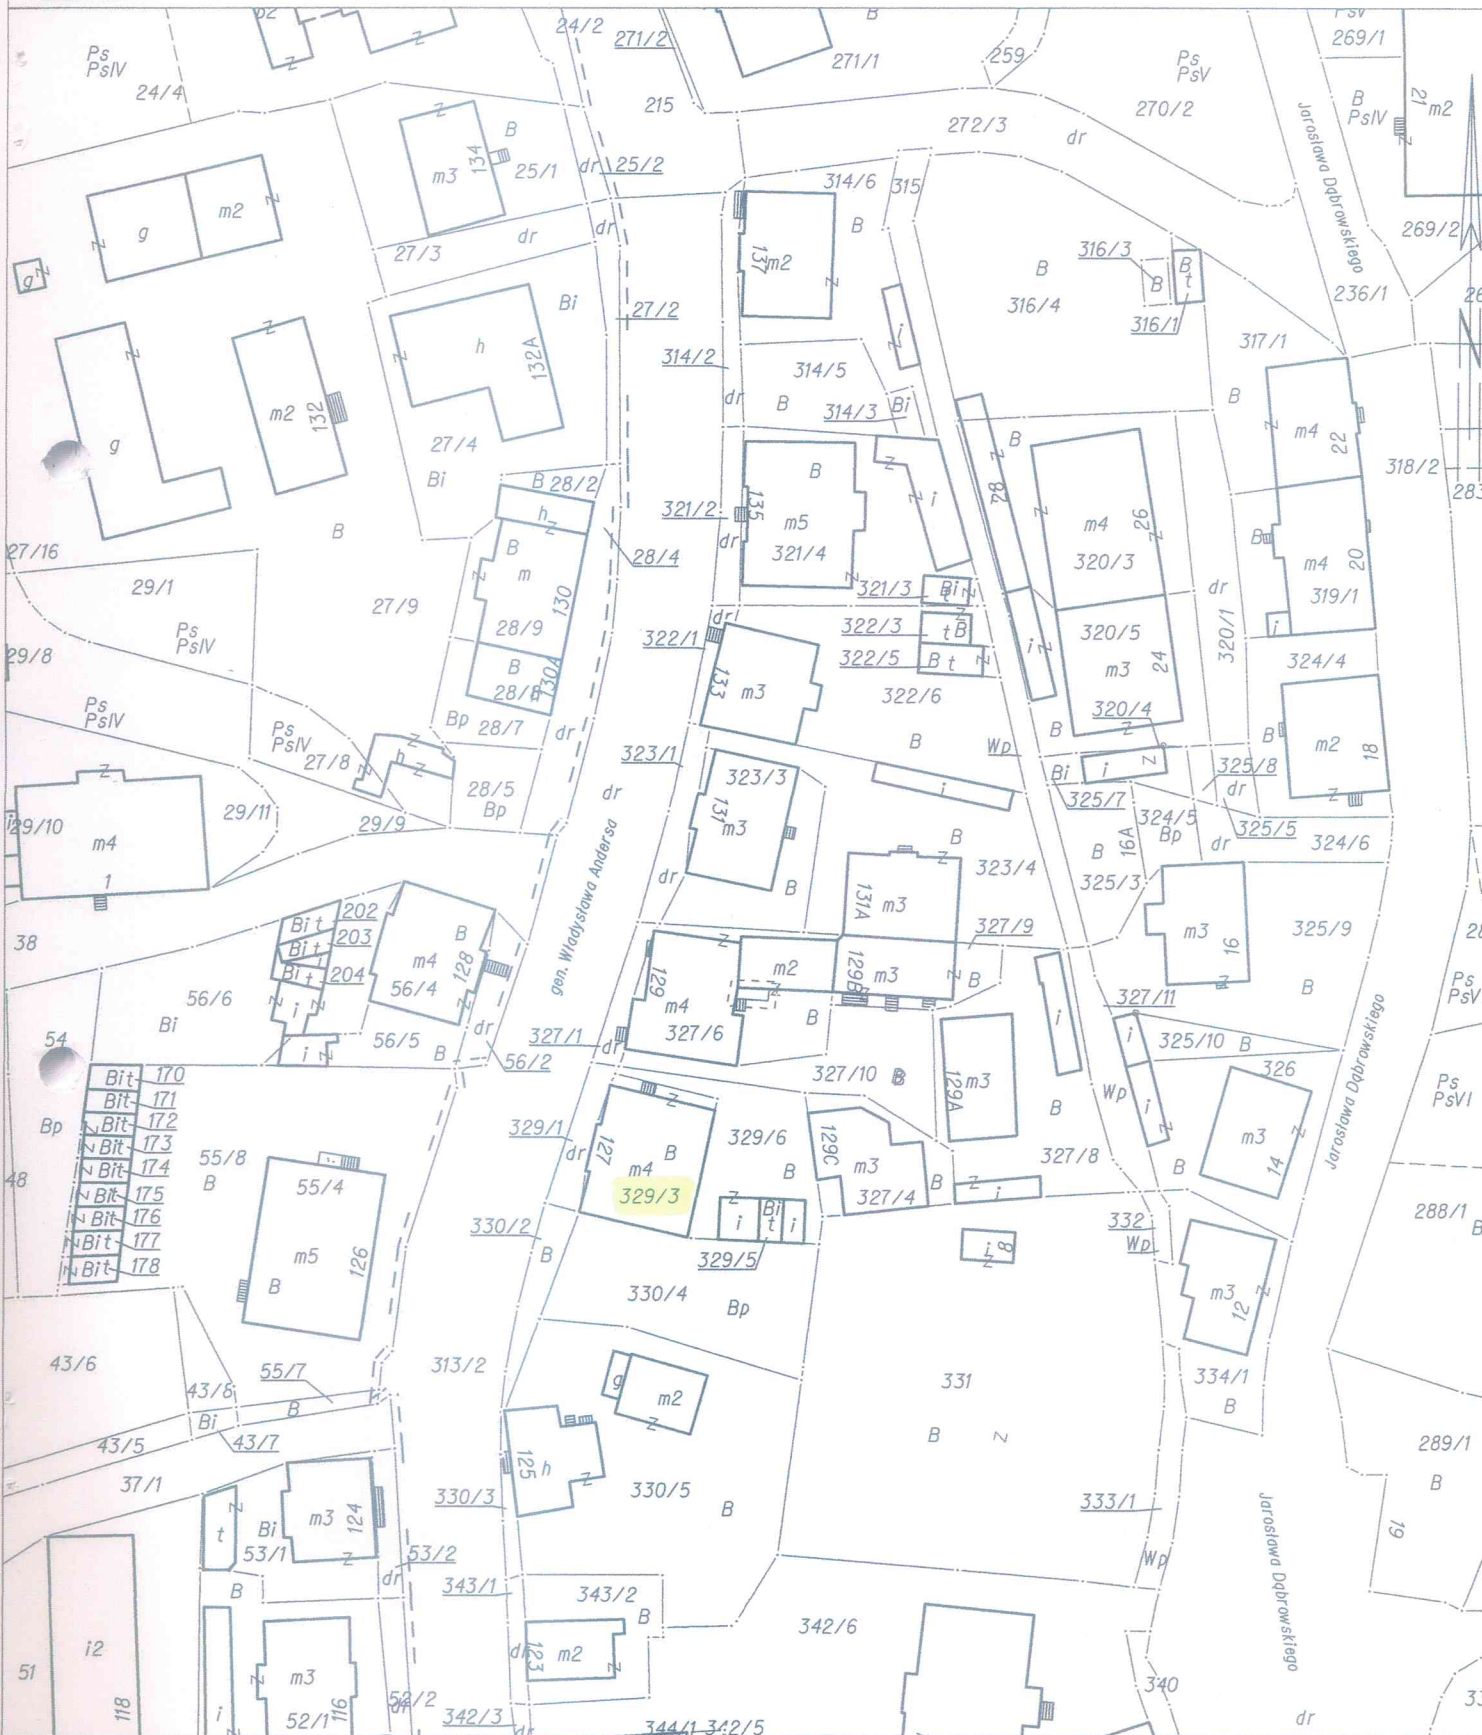 24/2
271/2
B
PsV
269/1
Ps
PsIV
24/4
Z
Z
271/1
259
Ps
PsV
270/2
215
B
PsIV
21
m2
Z
272/3
dr
Jarosława Dąbrowskiego
Z
134
m3
B
25/1
dr
25/2
g
m2
Z
Z
314/6
315
B
dr
dr
27/3
137
m2
Z
269/2
316/3
B
B
t
B
316/4
316/1
236/1
g
Z
Bi
27/2
h
132A
Z
i
Z
317/1
N
Z
314/2
314/5
dr
B
314/3
Bi
B
m2
132
Z
m4
22
Z
g
27/4
Bi
B
28/2
h
Z
B
135
m5
321/4
Z
Z
Z
i
B
Z
28
m4
26
320/3
Z
Z
318/2
283
321/2
dr
B
28/4
B
m4
20
319/1
27/16
29/1
27/9
B
m
130
28/9
Z
321/3
Bi
t
Z
322/3
t
B
Z
322/5
B
t
Z
dr
320/1
i
320/5
m3
24
i
Z
324/4
Ps
PsIV
29/8
dr
322/1
133
m3
B
130A
h
322/6
320/4
Z
Ps
PsIV
Bp
28/7
dr
B
Wp
B
B
m2
18
Z
Ps
PsIV
27/8
h
Z
Z
Z
323/1
323/3
131
m3
i
Bi
i
Z
325/7
325/8
dr
28/5
Bp
dr
29/10
m4
1
Z
29/11
29/9
gen. Władysława Andersa
B
Z
B
16A
324/5
Bp
325/5
dr
324/6
dr
B
131A
m3
323/4
325/3
38
Bi
t
202
Bi
t
203
Bi
t
204
B
m4
128
56/4
Z
Z
i
Z
129
m4
327/6
Z
m2
129B
m3
Z
327/9
B
m3
16
Z
325/9
B
Ps
PsV
56/6
Bi
54
56/5
B
i
Z
dr
56/2
327/1
dr
B
i
327/11
i
325/10
B
326
Jarosława Dąbrowskiego
Bit
170
Bit
171
Bit
172
Bit
173
Bit
174
Bit
175
Bit
176
Bit
177
Bit
178
Bp
48
55/8
B
327/10
B
129A
m3
B
Wp
i
Z
m3
14
Z
Ps
PsVI
329/1
dr
127
m4
B
Z
329/3
329/6
B
129C
m3
327/4
B
327/8
B
Z
i
55/4
m5
126
B
Z
i
Bi
t
i
329/5
i
8
Z
332
Wp
288/1
B
330/2
B
330/4
Bp
m3
12
Z
43/6
43/8
55/7
B
Bi
43/7
43/5
313/2
g
m2
Z
331
B
Z
334/1
B
37/1
125
h
Z
289/1
B
19
330/3
330/5
B
333/1
Jarosława Dąbrowskiego
t
Z
Bi
53/1
m3
124
Z
53/2
dr
Wp
B
343/1
343/2
B
342/6
i2
118
51
i
Z
m3
52/1
116
Z
52/2
dr
dr
123
m2
Z
342/3
dr
344/1
342/5
340
dr